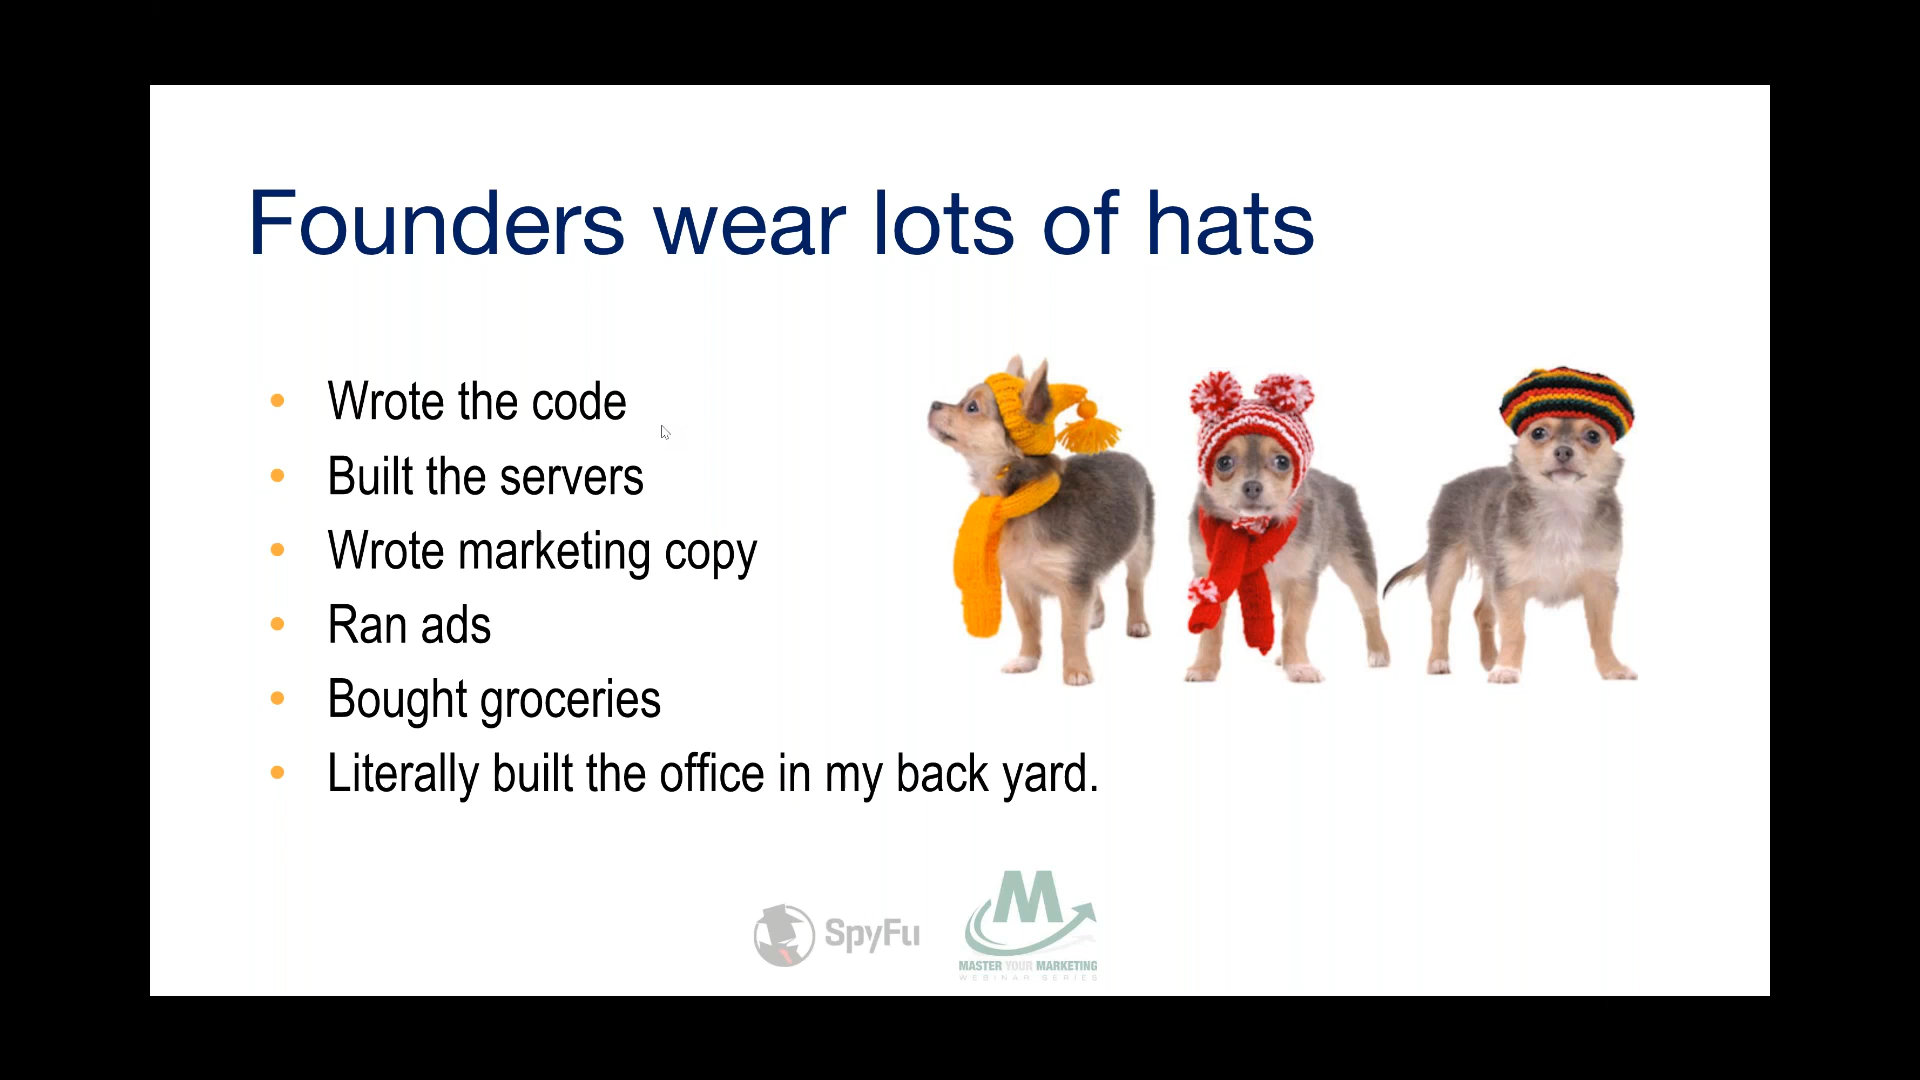 Founders wear lots of hats
• Wrote the code
• Built the servers
• Wrote marketing copy
• Ran ads
• Bought groceries
• Literally built the office in my back yard.
SpyFu
M
MASTER YOUR MARKETING
WEBINAR SERIES